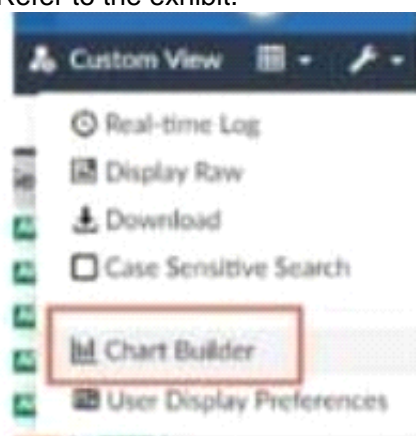 Refer to the exhibit.
Custom View
Real-time Log
Display Raw
Download
Case Sensitive Search
Chart Builder
User Display Preferences